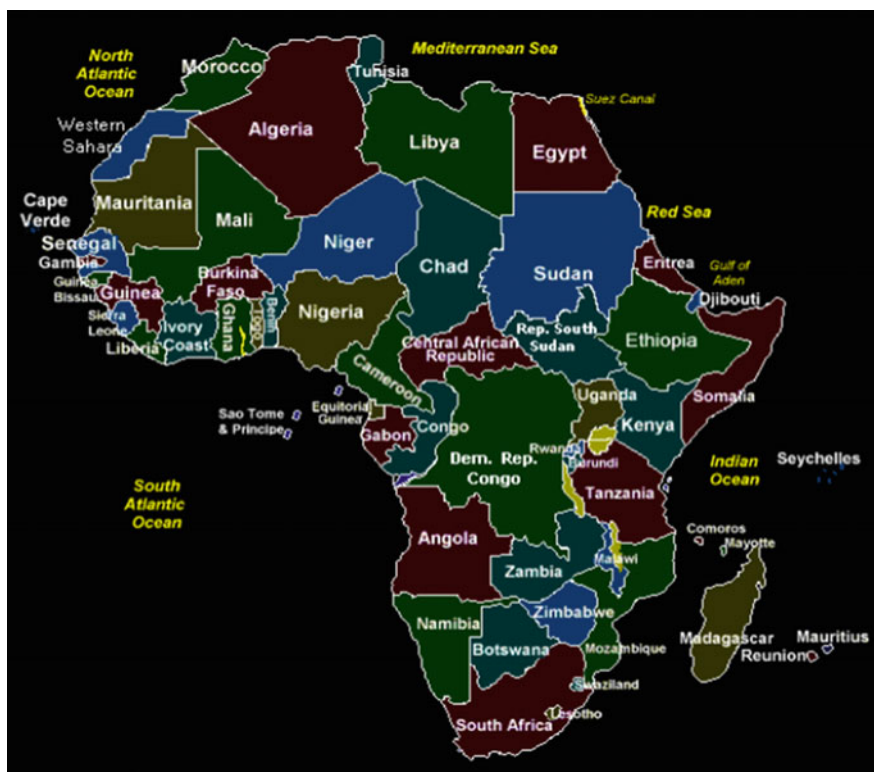 North
Atlantic
Ocean
Mediterranean Sea
Morocco
Tunisia
Suez Canal
Western
Sahara
Algeria
Libya
Egypt
Cape
Verde
Mauritania
Mali
Niger
Chad
Sudan
Red Sea
Senegal
Gambia
Guinea
Bissau
Guinea
Burkina
Faso
Eritrea
Gulf of
Aden
Djibouti
Sierra
Leone
Liberia
Ivory
Coast
Ghana
Togo
Benin
Nigeria
Cameroon
Central African
Republic
Rep. South
Sudan
Ethiopia
Somalia
Sao Tome
& Principe
Equitorial
Guinea
Gabon
Congo
Dem. Rep.
Congo
Uganda
Kenya
Rwanda
Burundi
Tanzania
Indian
Ocean
Seychelles
South
Atlantic
Ocean
Angola
Zambia
Malawi
Comoros
Mayotte
Namibia
Zimbabwe
Botswana
Mozambique
Madagascar
Mauritius
Reunion
Swaziland
Lesotho
South Africa